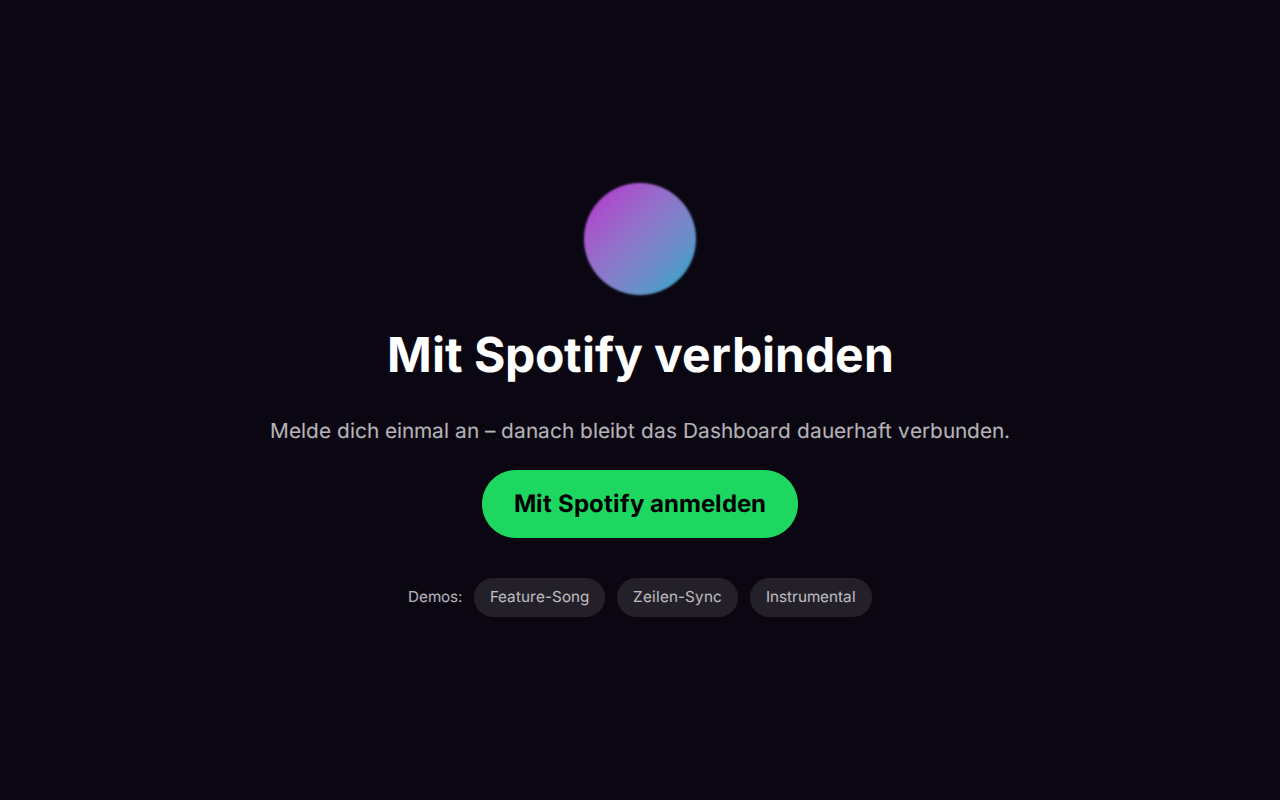 Mit Spotify verbinden
Melde dich einmal an – danach bleibt das Dashboard dauerhaft verbunden.
Mit Spotify anmelden
Demos: Feature-Song Zeilen-Sync Instrumental